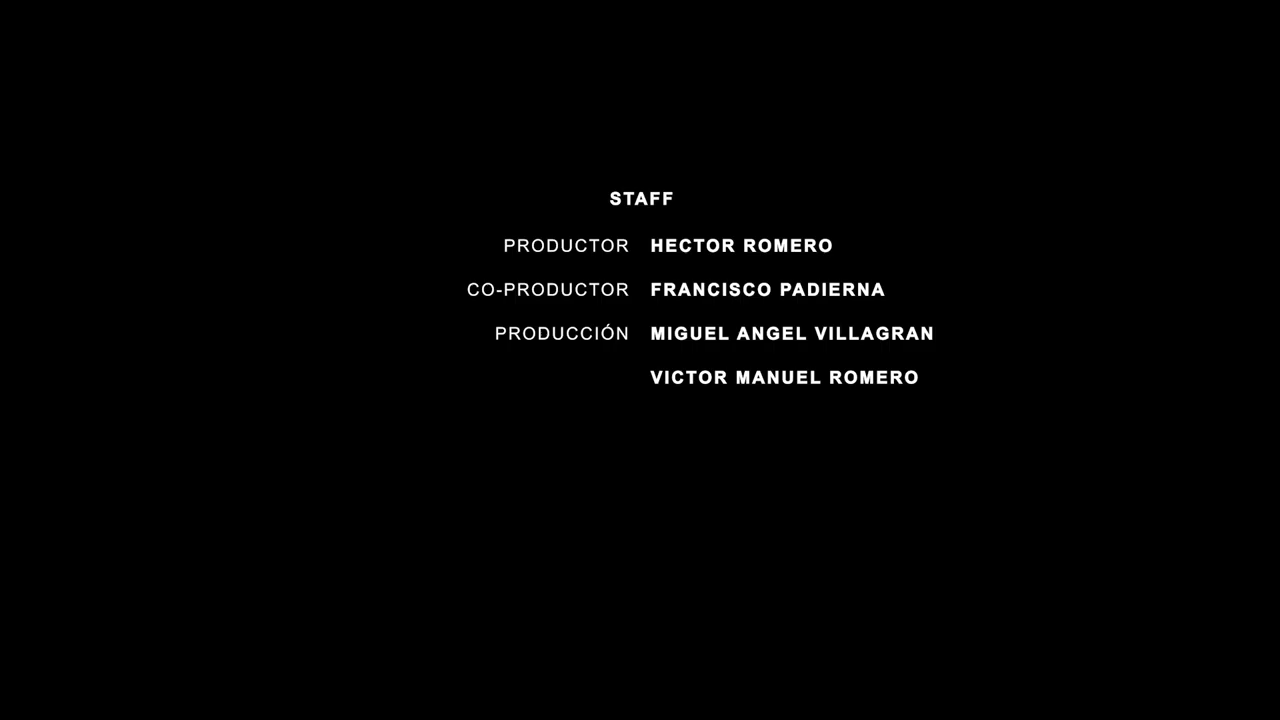 STAFF
PRODUCTOR HECTOR ROMERO
CO-PRODUCTOR FRANCISCO PADIERNA
PRODUCCIÓN MIGUEL ANGEL VILLAGRAN
VICTOR MANUEL ROMERO